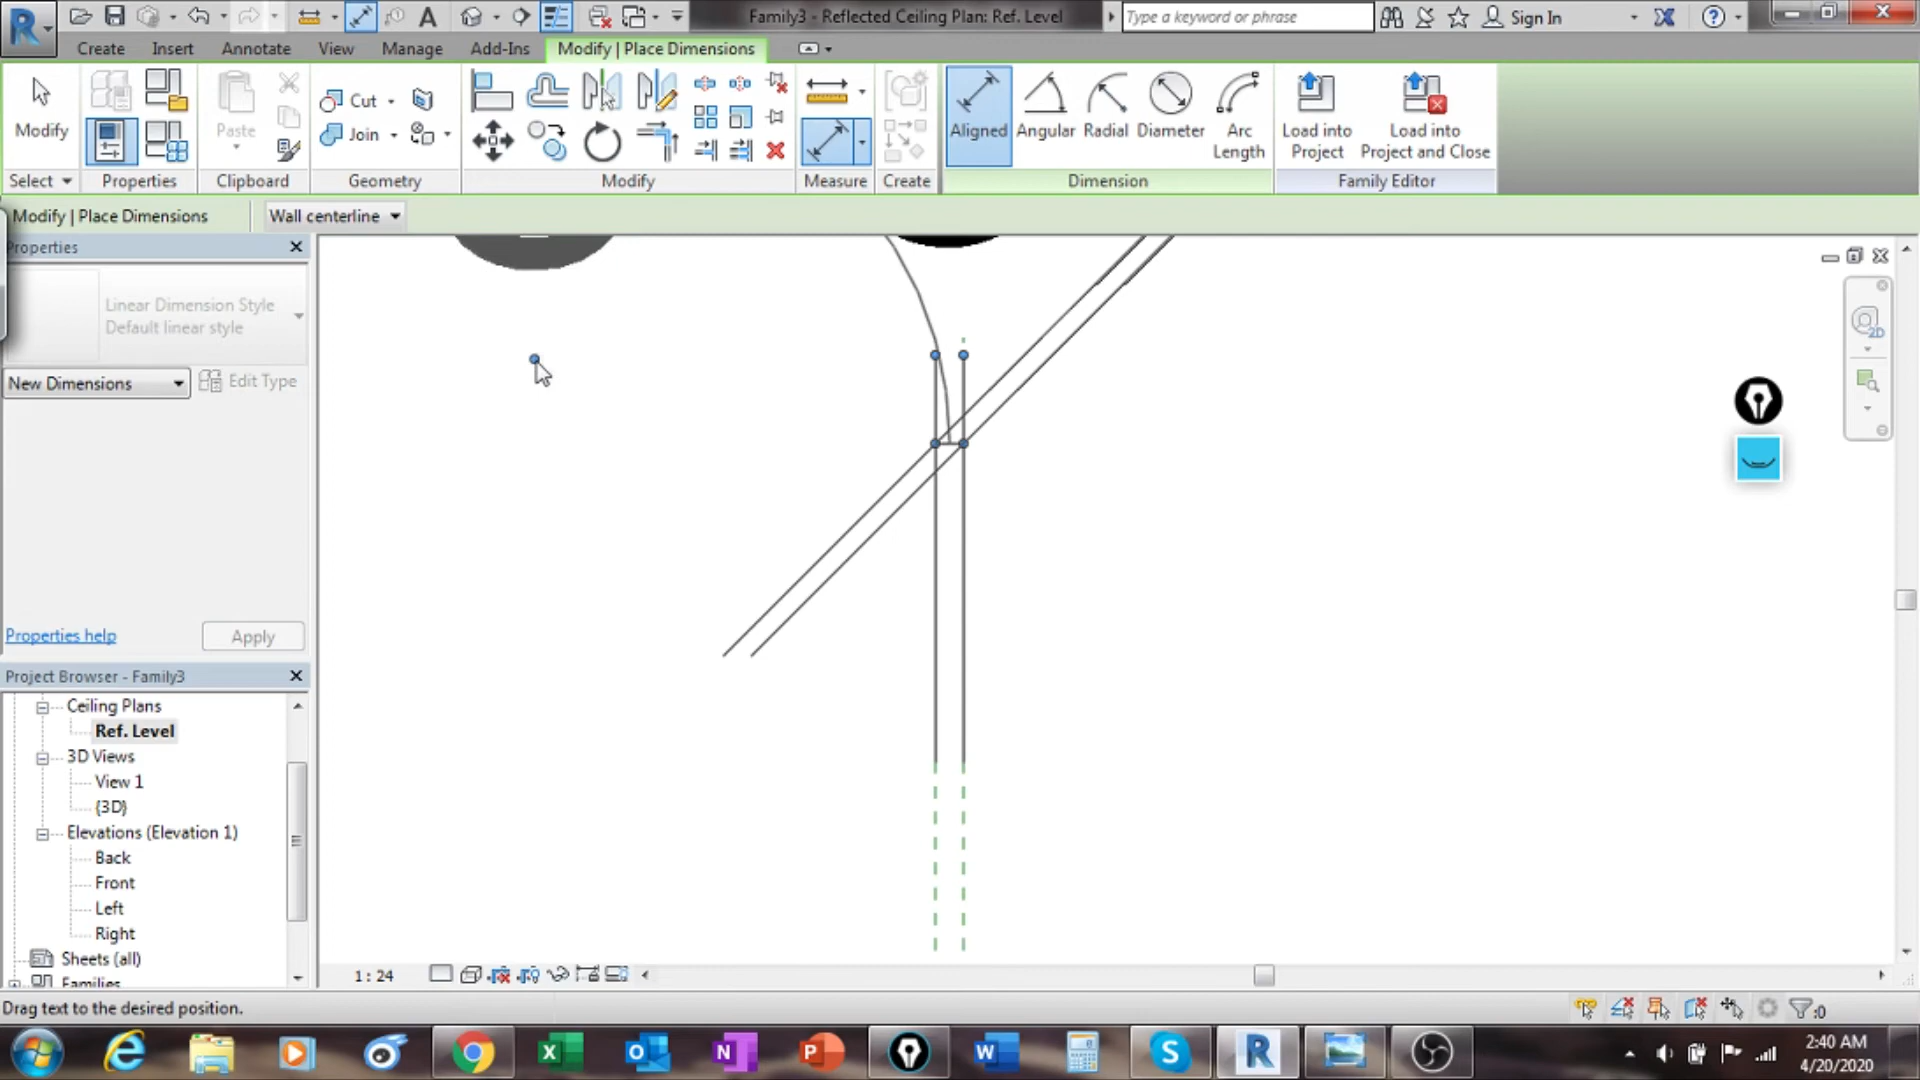 Family3 - Reflected Ceiling Plan: Ref. Level
Type a keyword or phrase
Sign In
Create Insert Annotate View Manage Add-Ins Modify | Place Dimensions
Modify
Paste
Cut
Join
Aligned Angular Radial Diameter Arc Length
Load into Project
Load into Project and Close
Select Properties Clipboard Geometry Modify Measure Create Dimension Family Editor
Modify | Place Dimensions
Wall centerline
Properties
Linear Dimension Style
Default linear style
New Dimensions
Edit Type
Properties help
Apply
Project Browser - Family3
Ceiling Plans
Ref. Level
3D Views
View 1
{3D}
Elevations (Elevation 1)
Back
Front
Left
Right
Sheets (all)
Families
2D
1 : 24
Drag text to the desired position.
:0
2:40 AM
4/20/2020